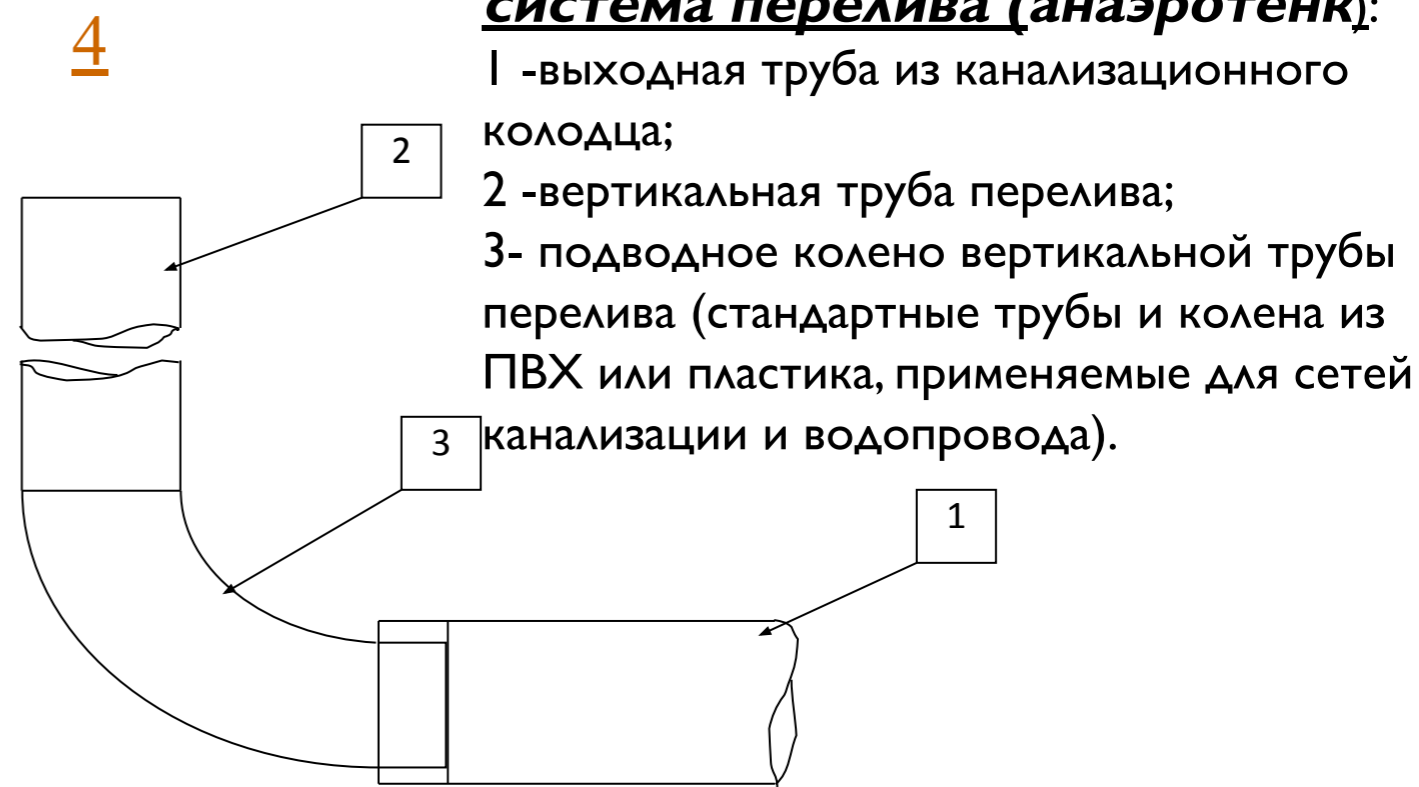 4
система перелива (анаэротенк):
1 -выходная труба из канализационного
колодца;
2 -вертикальная труба перелива;
3- подводное колено вертикальной трубы
перелива (стандартные трубы и колена из
ПВХ или пластика, применяемые для сетей
канализации и водопровода).
2
3
1